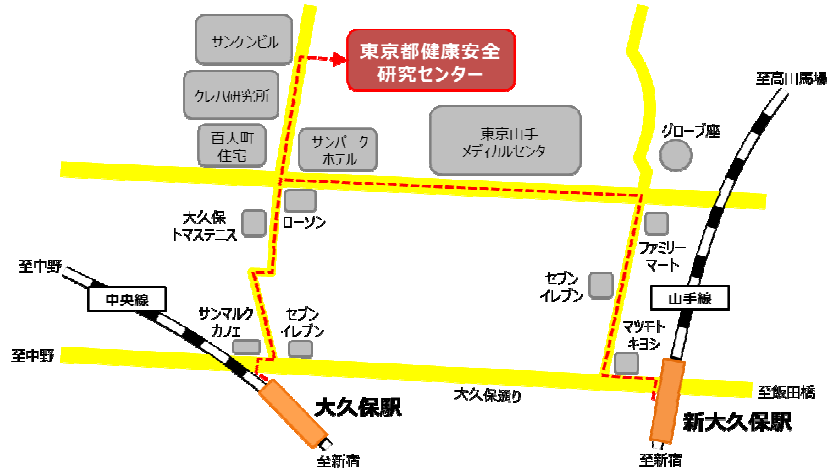 サンケンビル
東京都健康安全
研究センター
至高田馬場
クレハ研究所
百人町
住宅
サンパーク
ホテル
東京山手
メディカルセンタ
グローブ座
大久保
トマステニス
ローソン
ファミリー
マート
至中野
中央線
セブン
イレブン
山手線
サンマルク
カフェ
セブン
イレブン
マツモト
キヨシ
至中野
大久保通り
至飯田橋
大久保駅
新大久保駅
至新宿
至新宿